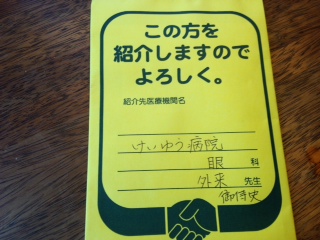 この方を
紹介しますので
よろしく。
紹介先医療機関名
けいゆう病院
眼 科
外来 先生
御侍史